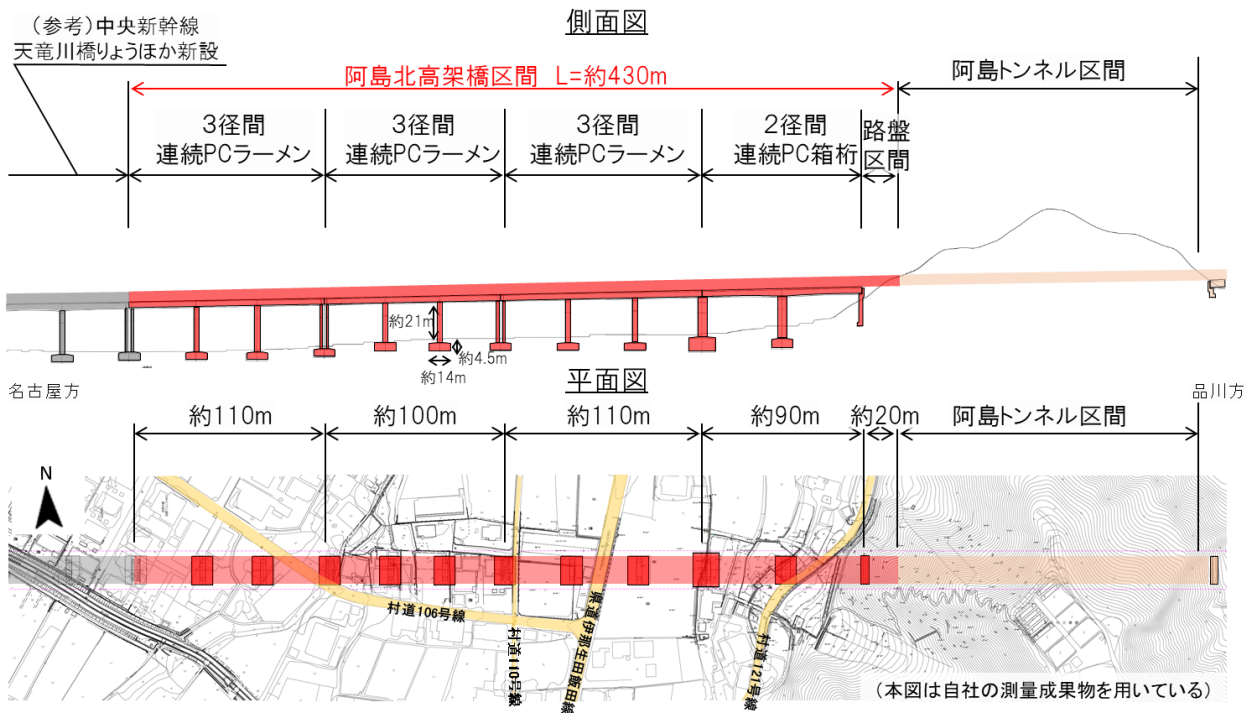 側面図
(参考)中央新幹線
天竜川橋りょうほか新設
阿島北高架橋区間 L=約430m
阿島トンネル区間
3径間
連続PCラーメン
3径間
連続PCラーメン
3径間
連続PCラーメン
2径間
連続PC箱桁
路盤
区間
約21m
約4.5m
約14m
名古屋方
平面図
品川方
約110m
約100m
約110m
約90m
約20m
阿島トンネル区間
N
村道106号線
村道110号線
県道伊那生田飯田線
村道121号線
(本図は自社の測量成果物を用いている)